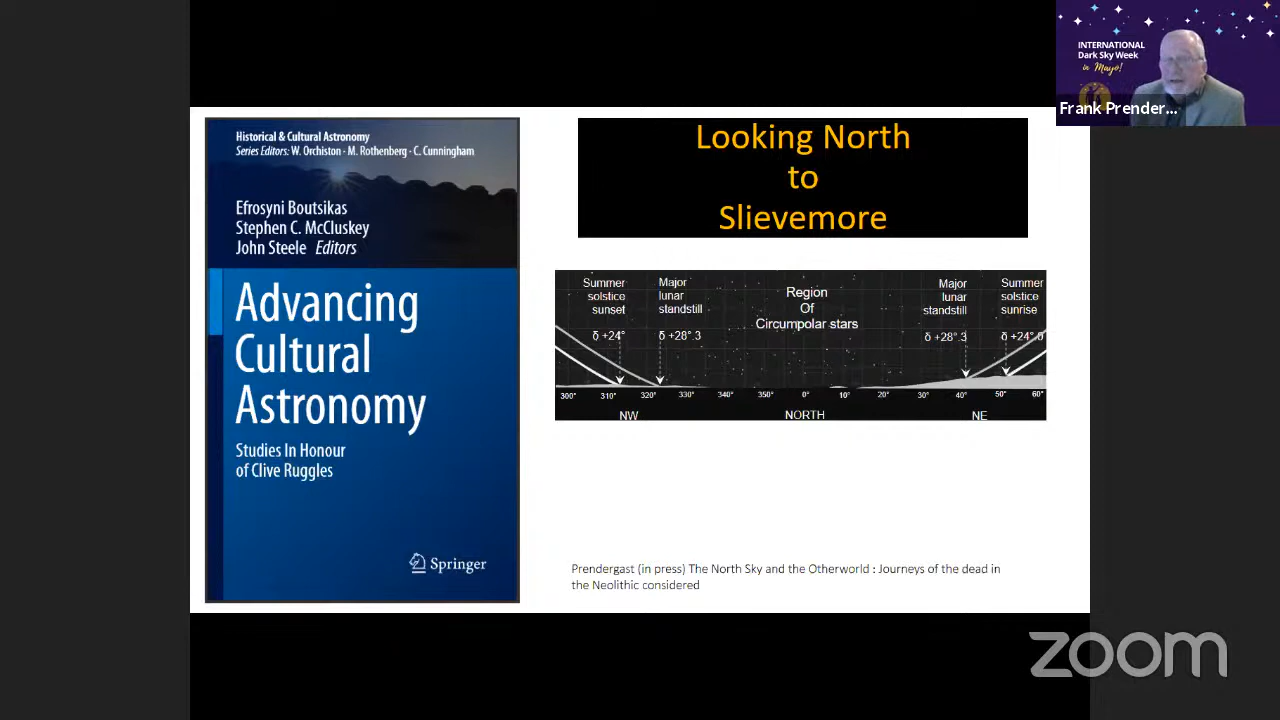 INTERNATIONAL
Dark Sky Week
in Mayo!
Frank Prender...
Historical & Cultural Astronomy
Series Editors: W. Orchiston · M. Rothenberg · C. Cunningham
Efrosyni Boutsikas
Stephen C. McCluskey
John Steele Editors
Advancing
Cultural
Astronomy
Studies In Honour
of Clive Ruggles
Springer
Looking North
to
Slievemore
Summer
solstice
sunset
δ +24°
Major
lunar
standstill
δ +28°.3
Region
Of
Circumpolar stars
Major
lunar
standstill
δ +28°.3
Summer
solstice
sunrise
δ +24°.0
300° 310° 320° 330° 340° 350° 0° 10° 20° 30° 40° 50° 60°
NW NORTH NE
Prendergast (in press) The North Sky and the Otherworld : Journeys of the dead in
the Neolithic considered
zoom